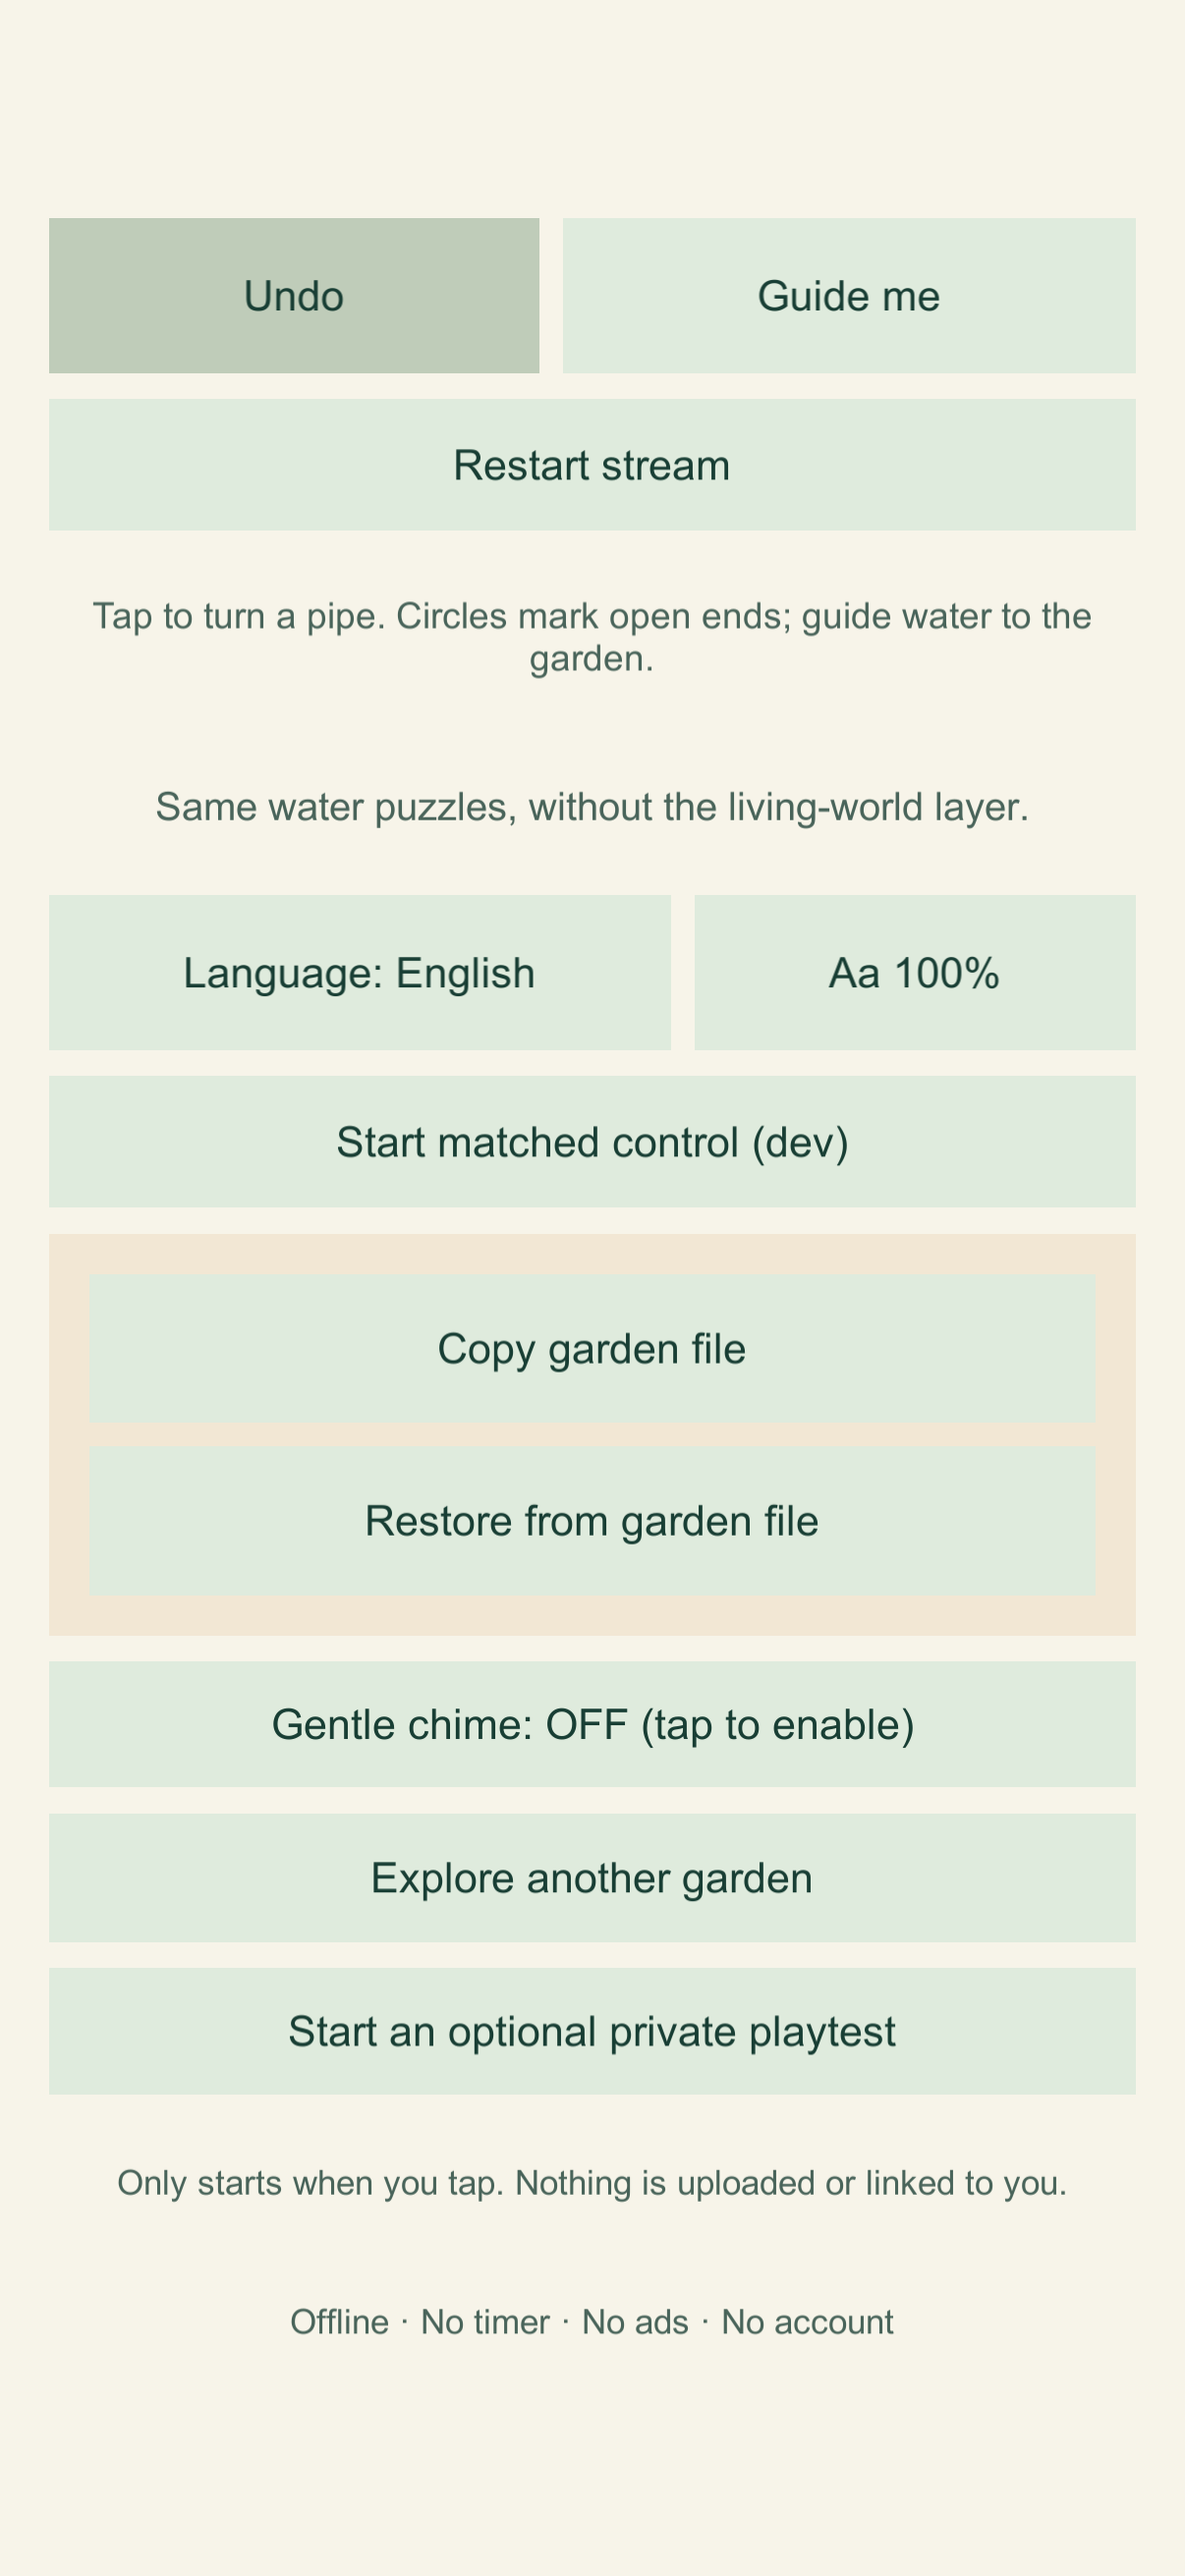 Undo
Guide me
Restart stream
Tap to turn a pipe. Circles mark open ends; guide water to the
garden.
Same water puzzles, without the living-world layer.
Language: English
Aa 100%
Start matched control (dev)
Copy garden file
Restore from garden file
Gentle chime: OFF (tap to enable)
Explore another garden
Start an optional private playtest
Only starts when you tap. Nothing is uploaded or linked to you.
Offline · No timer · No ads · No account